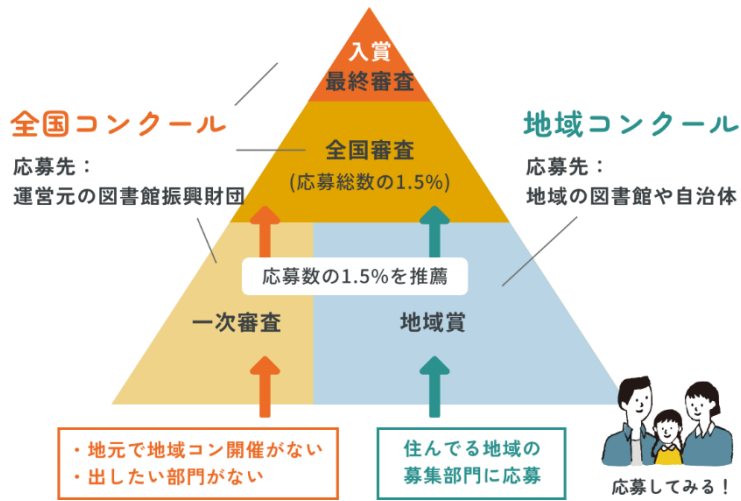 入賞
最終審査
全国コンクール
応募先：
運営元の図書館振興財団
全国審査
(応募総数の1.5%)
地域コンクール
応募先：
地域の図書館や自治体
応募数の1.5%を推薦
一次審査
地域賞
・地元で地域コン開催がない
・出したい部門がない
住んでる地域の
募集部門に応募
応募してみる！